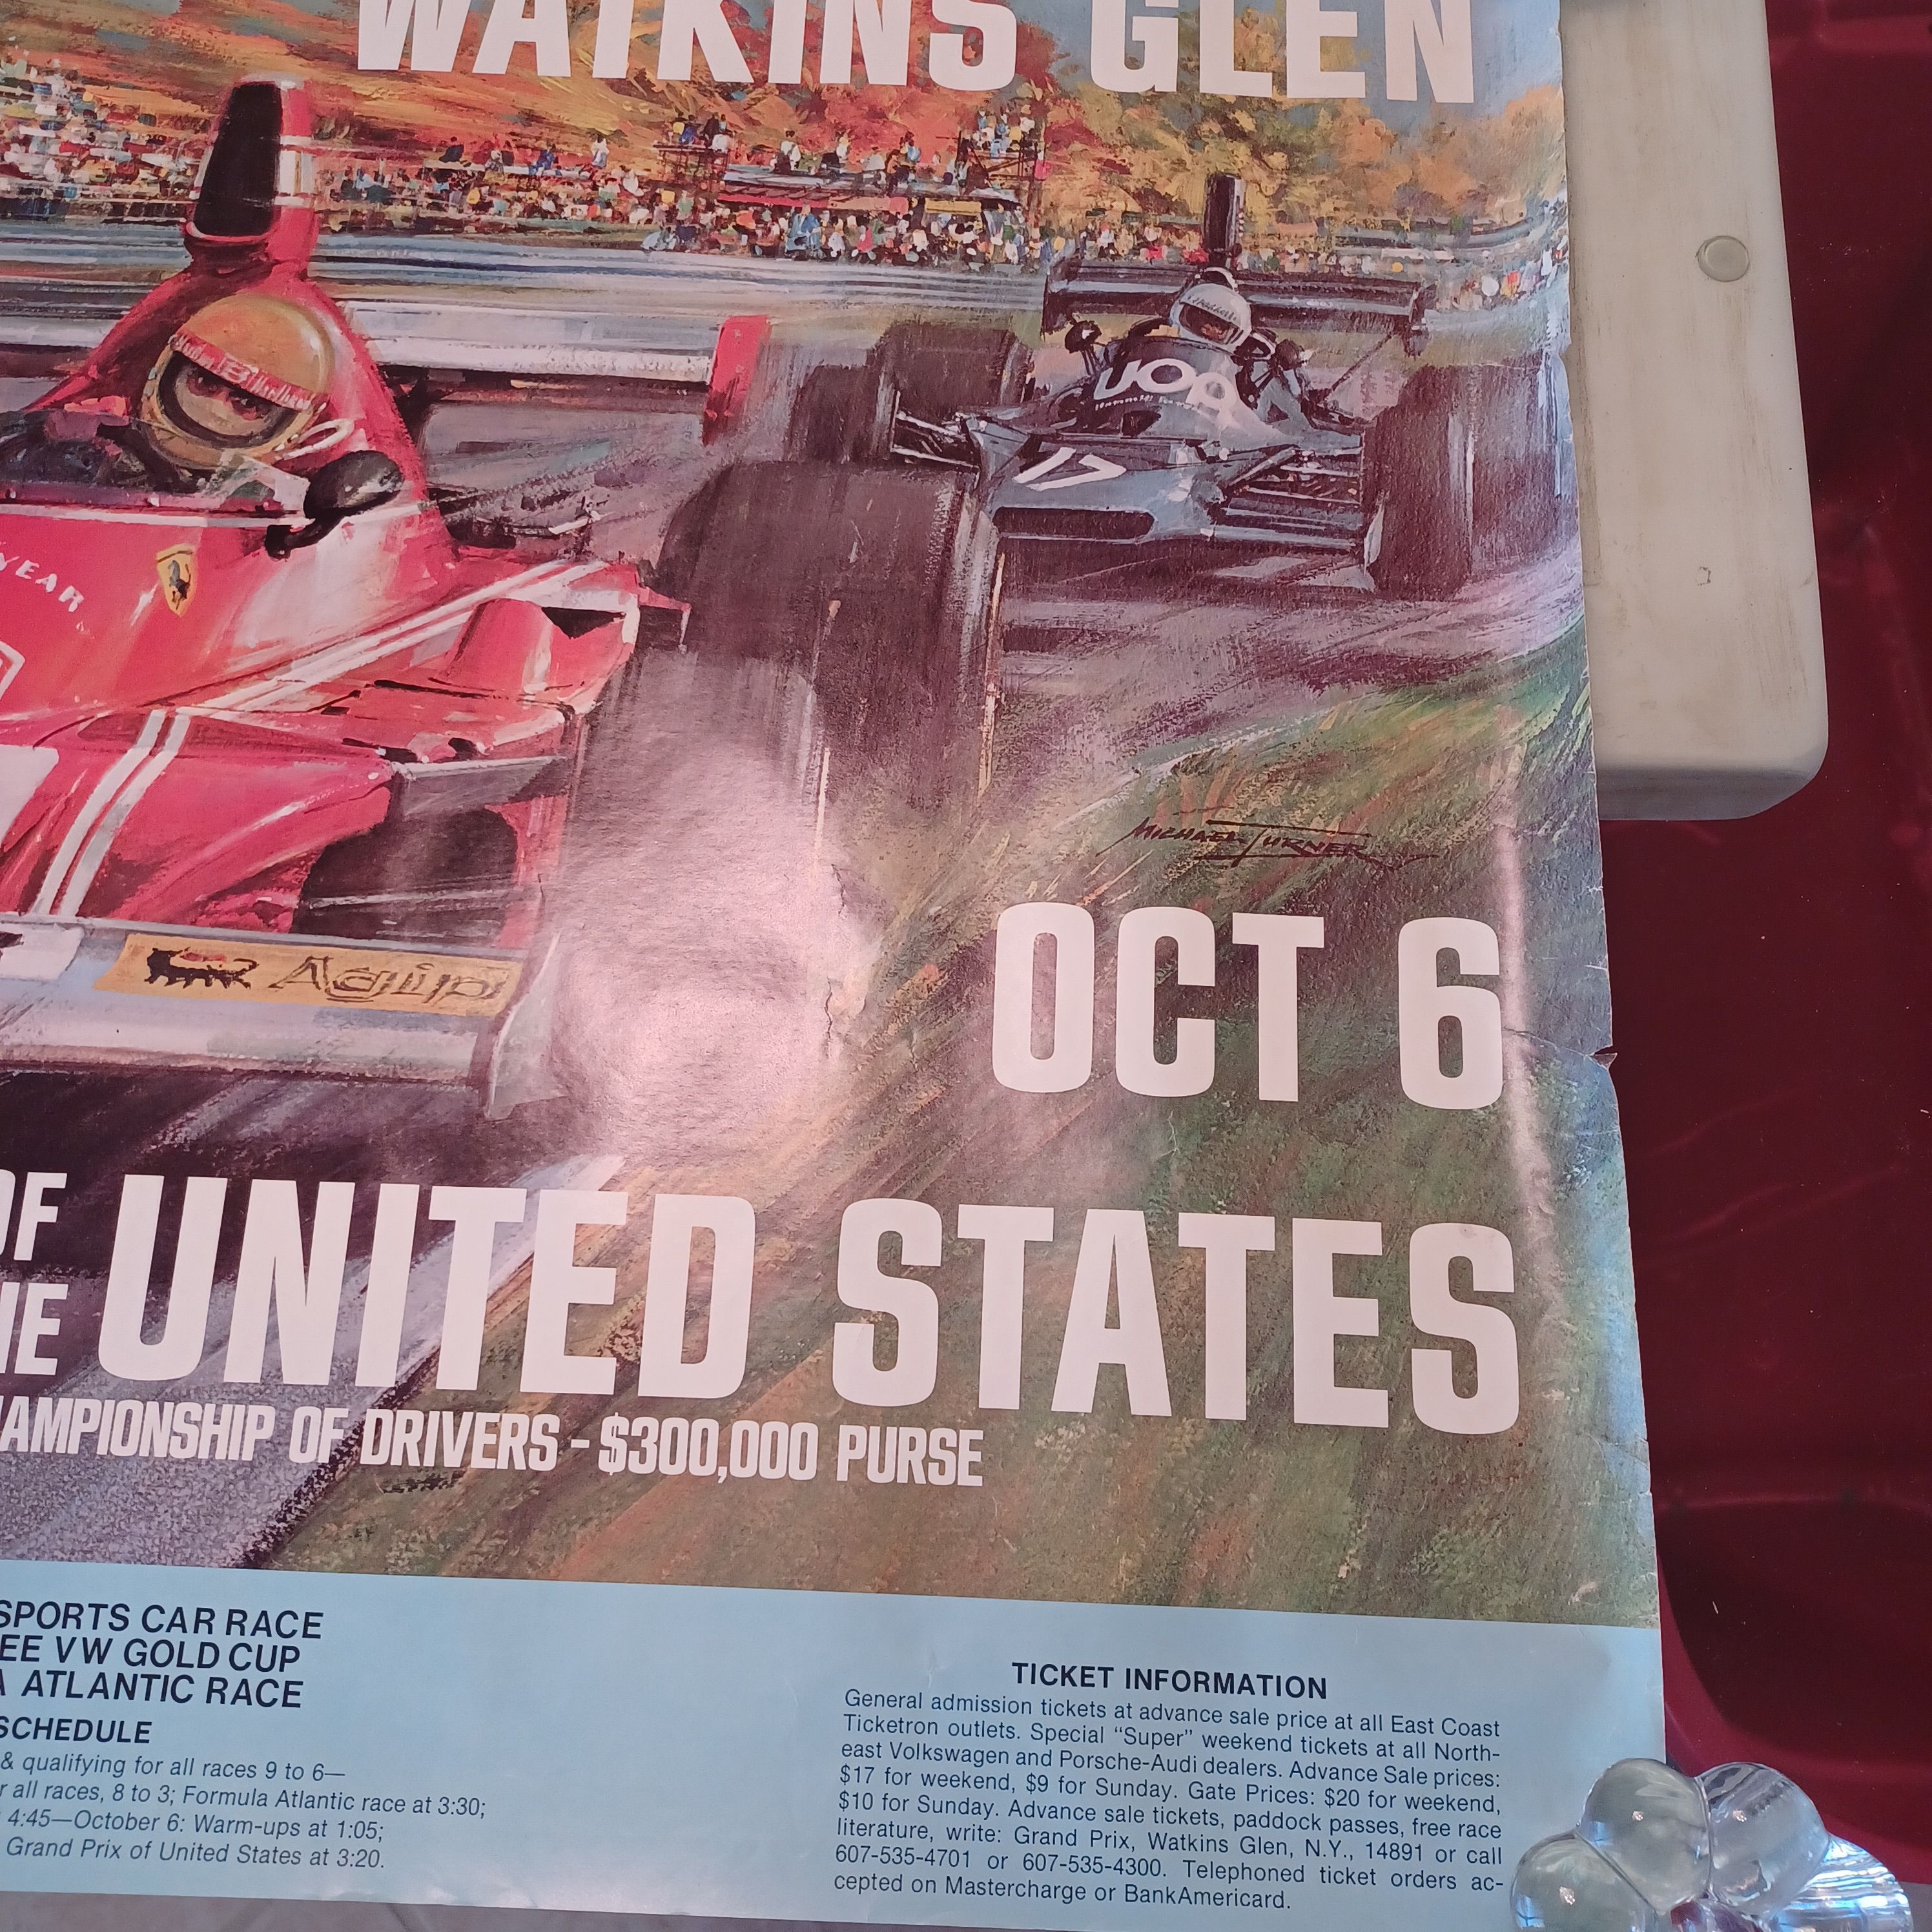 WATKINS GLEN
UOP
17
YEAR
MICHAEL TURNER
Agip
OCT 6
OF
UNITED STATES
AMPIONSHIP OF DRIVERS - $300,000 PURSE
SPORTS CAR RACE
EE VW GOLD CUP
A ATLANTIC RACE
SCHEDULE
& qualifying for all races 9 to 6—
r all races, 8 to 3; Formula Atlantic race at 3:30;
4:45—October 6: Warm-ups at 1:05;
Grand Prix of United States at 3:20.
TICKET INFORMATION
General admission tickets at advance sale price at all East Coast
Ticketron outlets. Special "Super" weekend tickets at all North-
east Volkswagen and Porsche-Audi dealers. Advance Sale prices:
$17 for weekend, $9 for Sunday. Gate Prices: $20 for weekend,
$10 for Sunday. Advance sale tickets, paddock passes, free race
literature, write: Grand Prix, Watkins Glen, N.Y., 14891 or call
607-535-4701 or 607-535-4300. Telephoned ticket orders ac-
cepted on Mastercharge or BankAmericard.